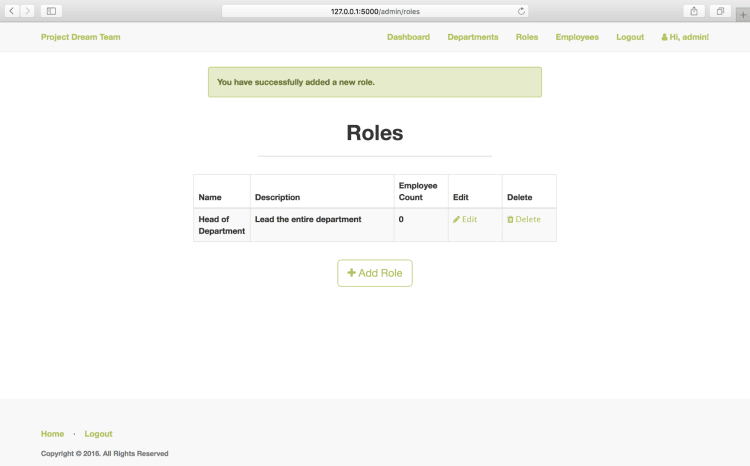 127.0.0.1:5000/admin/roles
Project Dream Team Dashboard Departments Roles Employees Logout Hi, admin!
You have successfully added a new role.
Roles
Employee
Name Description Count Edit Delete
Head of Lead the entire department 0 Edit Delete
Department
+ Add Role
Home · Logout
Copyright © 2016. All Rights Reserved